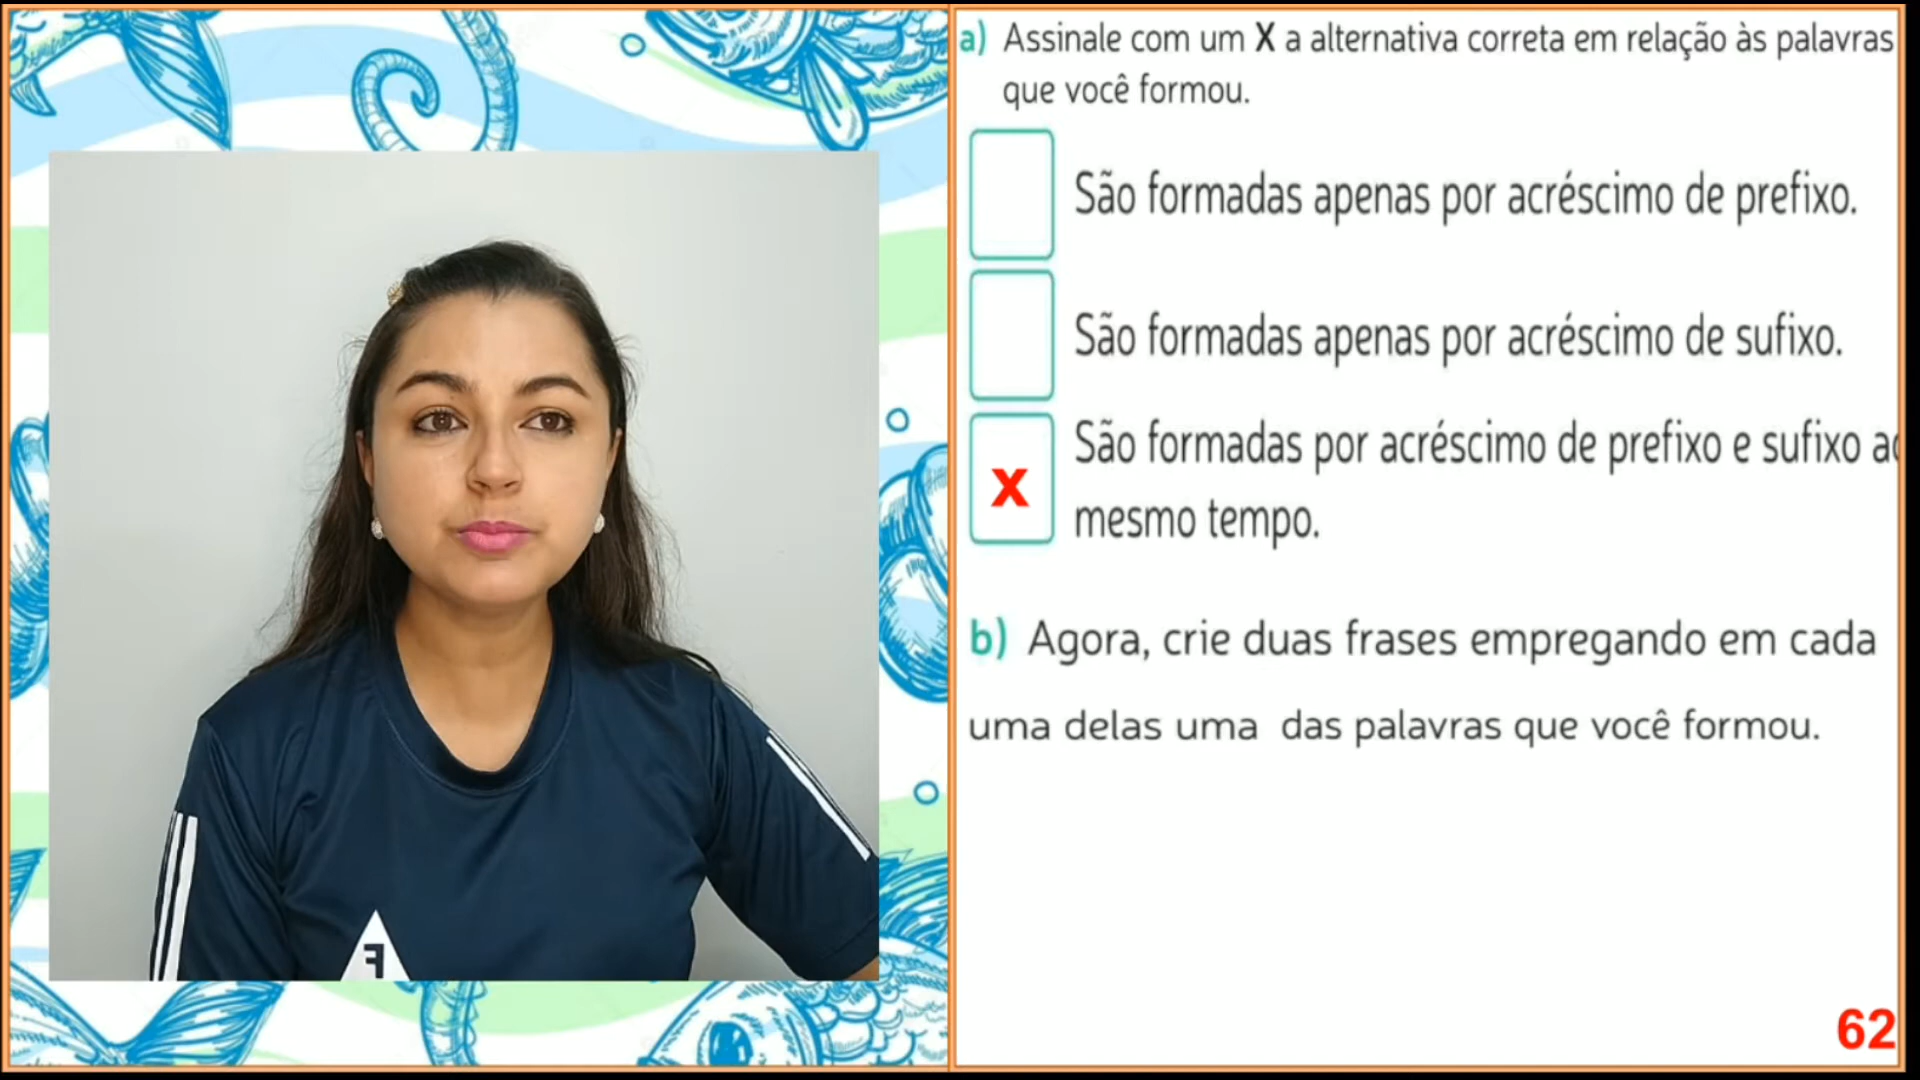 a) Assinale com um X a alternativa correta em relação às palavras
que você formou.
São formadas apenas por acréscimo de prefixo.
São formadas apenas por acréscimo de sufixo.
X
São formadas por acréscimo de prefixo e sufixo
mesmo tempo.
b) Agora, crie duas frases empregando em cada
uma delas uma das palavras que você formou.
F
62